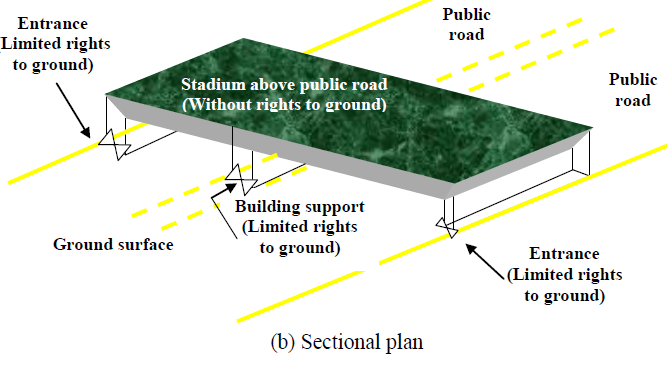 Entrance
(Limited rights
to ground)
Public
road
Public
road
Stadium above public road
(Without rights to ground)
Building support
(Limited rights
to ground)
Ground surface
Entrance
(Limited rights
to ground)
(b) Sectional plan